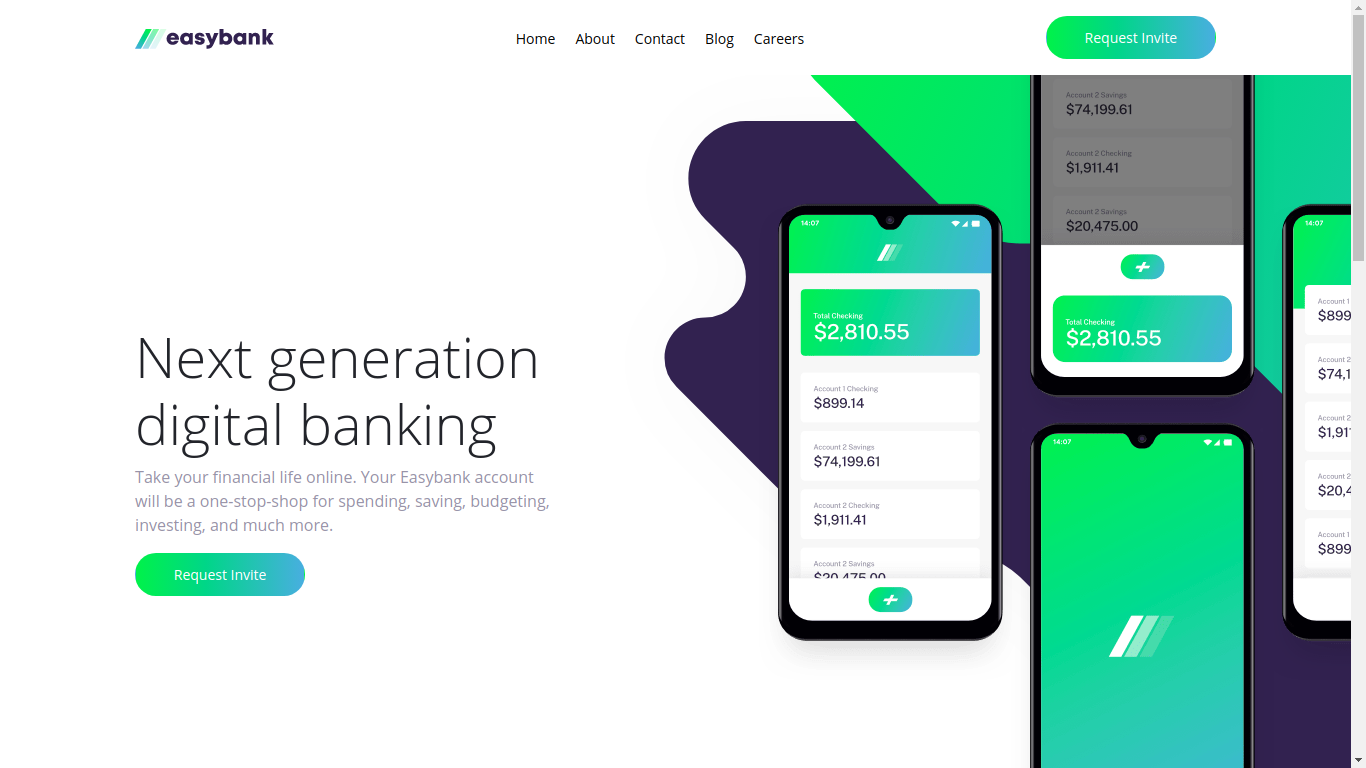 easybank
Home
About
Contact
Blog
Careers
Request Invite
Next generation
digital banking
Take your financial life online. Your Easybank account
will be a one-stop-shop for spending, saving, budgeting,
investing, and much more.
Request Invite
14:07
Total Checking
$2,810.55
Account 1 Checking
$899.14
Account 2 Savings
$74,199.61
Account 2 Checking
$1,911.41
Account 2 Savings
$20,475.00
Account 2 Savings
$74,199.61
Account 2 Checking
$1,911.41
Account 2 Savings
$20,475.00
Total Checking
$2,810.55
14:07
14:07
Account 1
$899
Account 2
$74,1
Account 2
$1,911
Account 2
$20,4
Account 1
$899